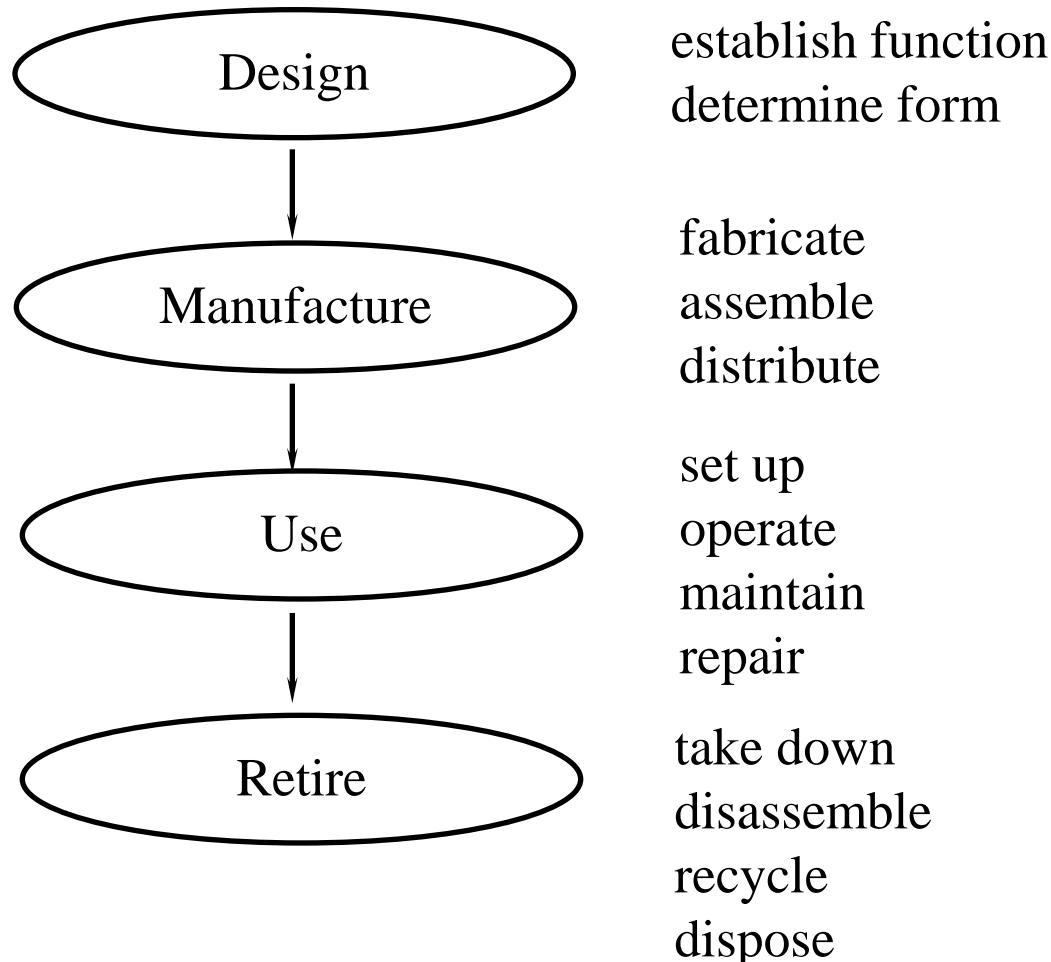 Design
establish function
determine form
Manufacture
fabricate
assemble
distribute
Use
set up
operate
maintain
repair
Retire
take down
disassemble
recycle
dispose